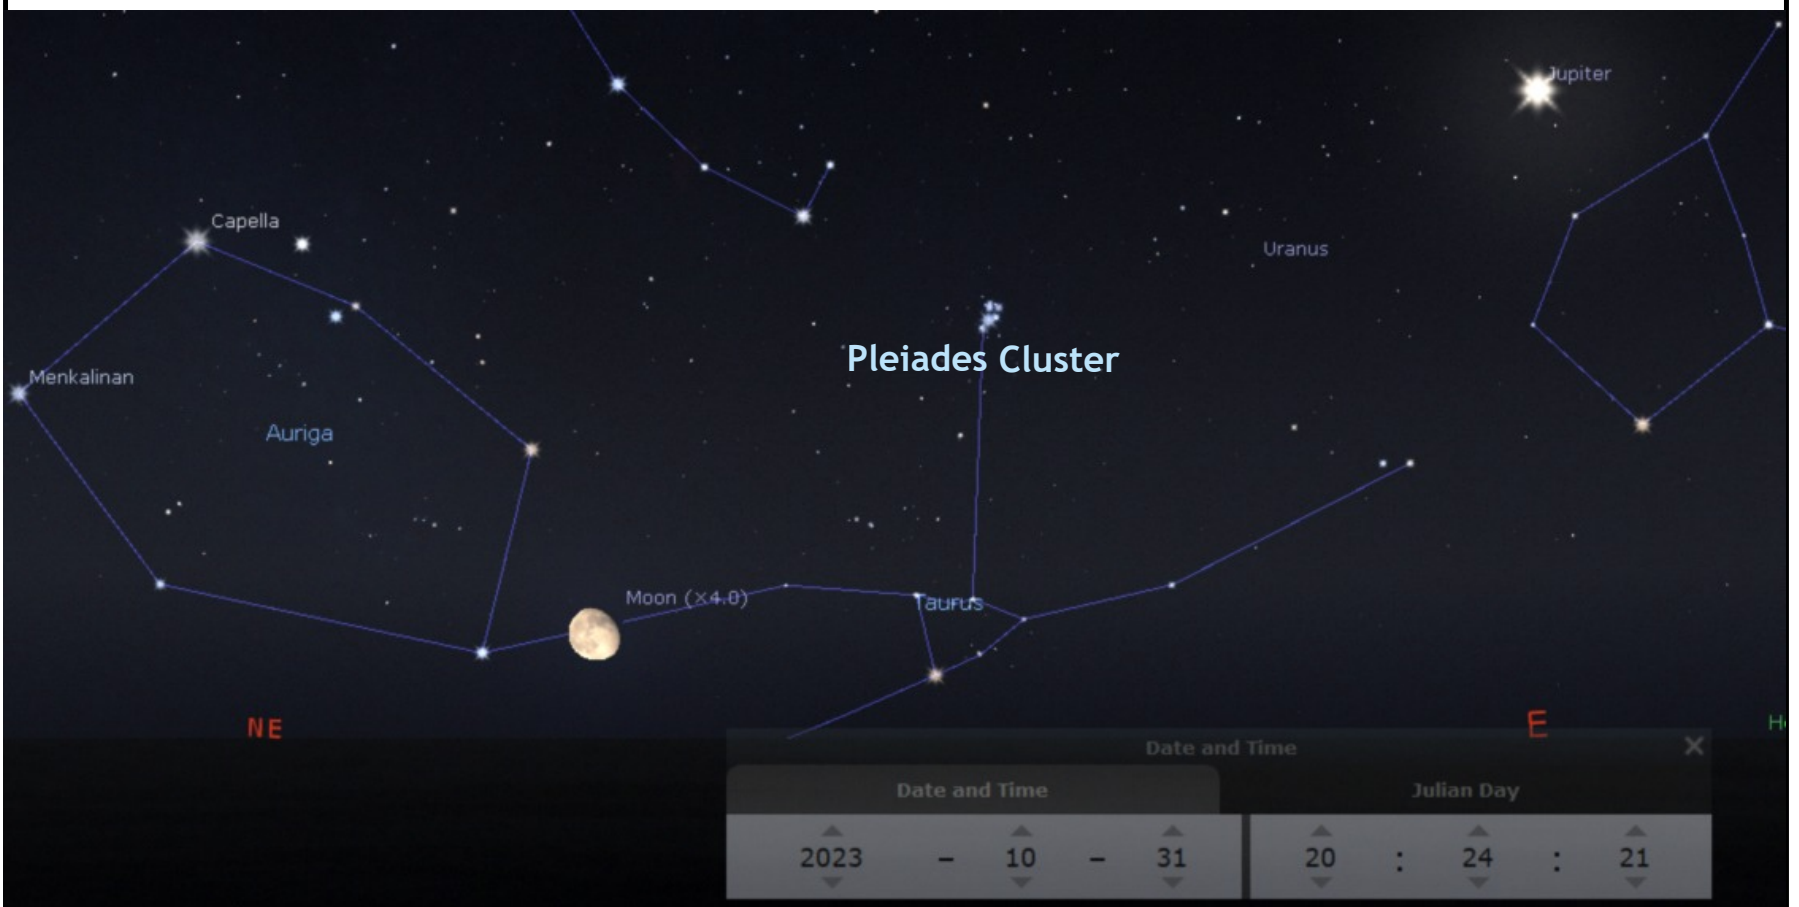 Jupiter
Capella
Uranus
Pleiades Cluster
Menkalinan
Auriga
Moon (×4.0)
Taurus
NE
E
Date and Time ×
Date and Time Julian Day
2023 – 10 – 31 20 : 24 : 21